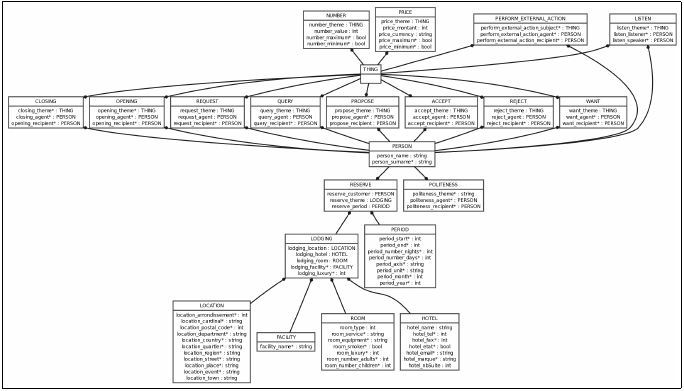 NUMBER
number_theme : THING
number_value : int
number_maximum* : bool
number_minimum* : bool
PRICE
price_theme : THING
price_montant : int
price_currency : string
price_maximum* : bool
price_minimum* : bool
PERFORM_EXTERNAL_ACTION
perform_external_action_subject* : THING
perform_external_action_agent* : PERSON
perform_external_action_recipient* : PERSON
LISTEN
listen_theme* : THING
listen_listener* : PERSON
listen_speaker* : PERSON
THING
CLOSING
closing_theme* : THING
closing_agent* : PERSON
opening_recipient* : PERSON
OPENING
opening_theme* : THING
opening_agent* : PERSON
opening_recipient* : PERSON
REQUEST
request_theme : THING
request_agent : PERSON
request_recipient* : PERSON
QUERY
query_theme : THING
query_agent : PERSON
query_recipient* : PERSON
PROPOSE
propose_theme : THING
propose_agent* : PERSON
propose_recipient : PERSON
ACCEPT
accept_theme : THING
accept_agent : PERSON
accept_recipient* : PERSON
REJECT
reject_theme : THING
reject_agent : PERSON
reject_recipient* : PERSON
WANT
want_theme : THING
want_agent* : PERSON
want_recipient* : PERSON
PERSON
person_name : string
person_surname* : string
RESERVE
reserve_customer : PERSON
reserve_theme : LODGING
reserve_period : PERIOD
POLITENESS
politeness_theme* : string
politeness_agent* : PERSON
politeness_recipient* : PERSON
LODGING
lodging_location : LOCATION
lodging_hotel : HOTEL
lodging_room : ROOM
lodging_facility* : FACILITY
lodging_luxury* : int
PERIOD
period_start* : int
period_end* : int
period_number_nights* : int
period_number_days* : int
period_axis* : string
period_unit* : string
period_month* : int
period_year* : int
LOCATION
location_arrondissement* : int
location_cardinal* : string
location_postal_code* : int
location_department* : string
location_country* : string
location_quartier* : string
location_region* : string
location_street* : string
location_place* : string
location_event* : string
location_town : string
FACILITY
facility_name* : string
ROOM
room_type : int
room_service* : string
room_equipment* : string
room_smoker* : bool
room_luxury* : int
room_number_adults* : int
room_number_children* : int
HOTEL
hotel_name : string
hotel_tel* : int
hotel_fax* : int
hotel_etat* : bool
hotel_email* : string
hotel_marque* : string
hotel_nbSuite : int